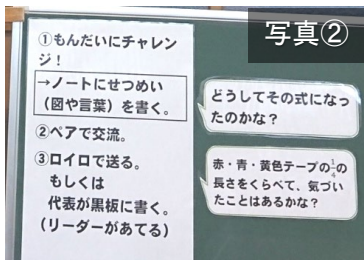 写真②
①もんだいにチャレン
ジ！
→ノートにせつめい
（図や言葉）を書く。
②ペアで交流。
③ロイロで送る。
もしくは
代表が黒板に書く。
（リーダーがあてる）
どうしてその式になっ
たのかな？
赤・青・黄色テープの1/4の
長さをくらべて、気づい
たことはあるかな？